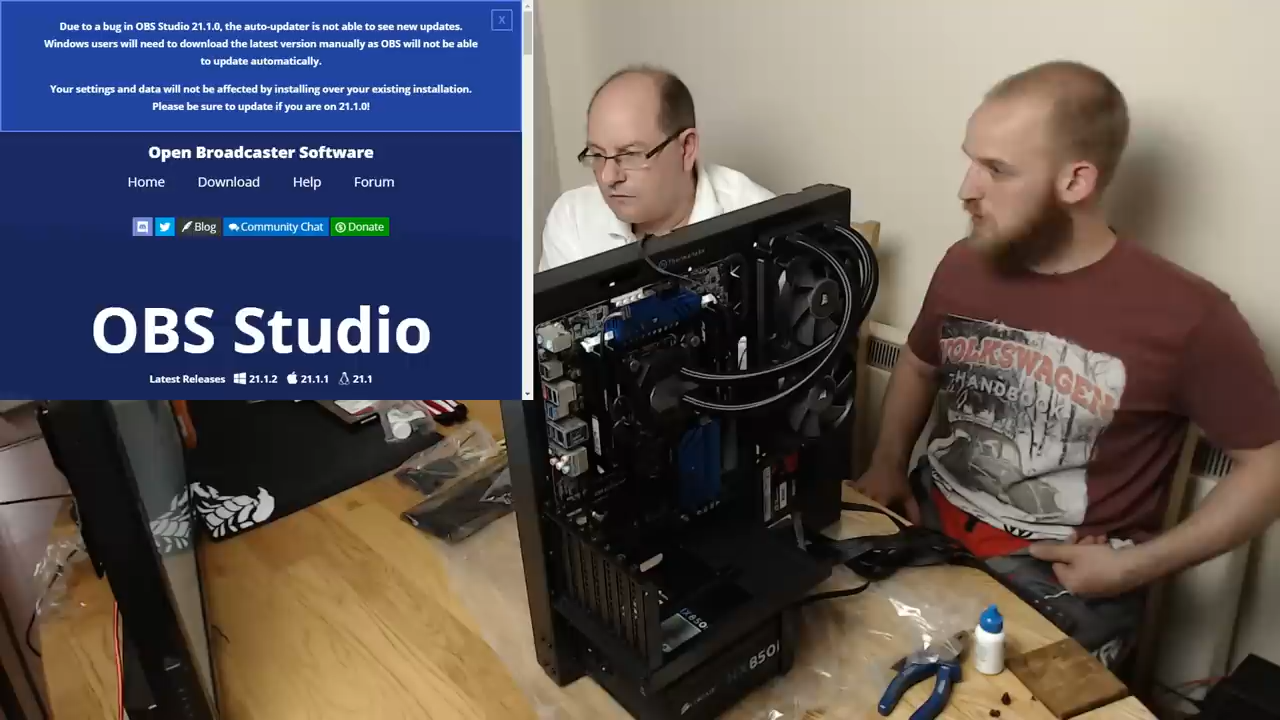 Due to a bug in OBS Studio 21.1.0, the auto-updater is not able to see new updates.
Windows users will need to download the latest version manually as OBS will not be able
to update automatically.
Your settings and data will not be affected by installing over your existing installation.
Please be sure to update if you are on 21.1.0!
X
Open Broadcaster Software
Home Download Help Forum
Blog Community Chat Donate
OBS Studio
Latest Releases 21.1.2 21.1.1 21.1
Thermaltake
VOLKSWAGEN
HANDBOOK